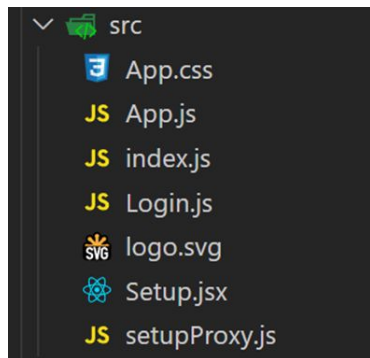 src
App.css
JS App.js
JS index.js
JS Login.js
SVG logo.svg
Setup.jsx
JS setupProxy.js